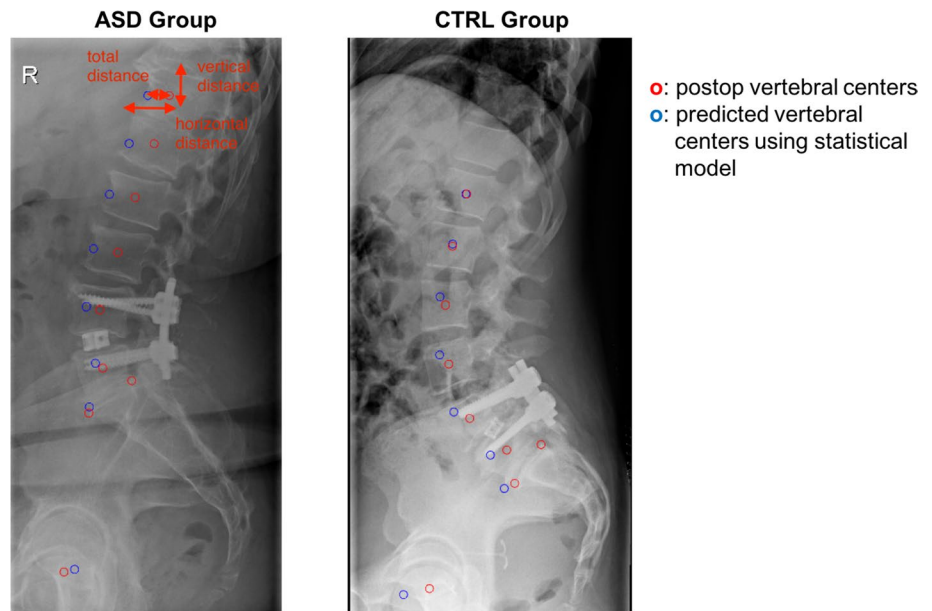 ASD Group
CTRL Group
R
total
distance
vertical
distance
horizontal
distance
o: postop vertebral centers
o: predicted vertebral
centers using statistical
model